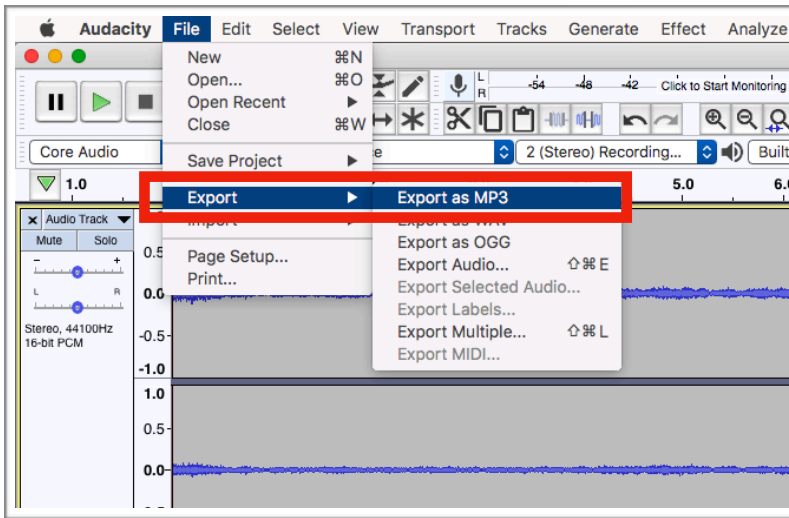 Audacity File Edit Select View Transport Tracks Generate Effect Analyze
New ⌘N
Open... ⌘O
Open Recent ▶
Close ⌘W
Save Project ▶
Export ▶
Page Setup...
Print...
Export as MP3
Export as WAV
Export as OGG
Export Audio... ⇧⌘E
Export Selected Audio...
Export Labels...
Export Multiple... ⇧⌘L
Export MIDI...
L
R
-54 -48 -42 Click to Start Monitoring
Core Audio
2 (Stereo) Recording...
Built
1.0 5.0 6.
x Audio Track
Mute Solo
- +
L R
Stereo, 44100Hz
16-bit PCM
0.5
0.0
-0.5
-1.0
1.0
0.5
0.0